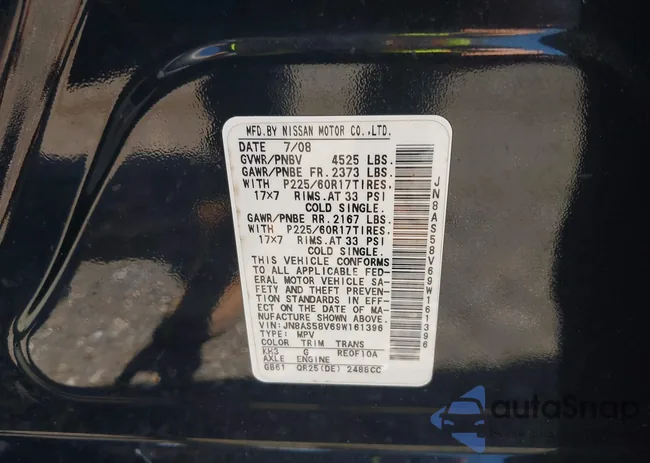 MFD.BY NISSAN MOTOR CO.,LTD.
DATE 7/08
GVWR/PNBV 4525 LBS.
GAWR/PNBE FR. 2373 LBS.
WITH P225/60R17TIRES.
17×7 RIMS.AT 33 PSI
COLD SINGLE.
GAWR/PNBE RR. 2167 LBS.
WITH P225/60R17TIRES.
17×7 RIMS.AT 33 PSI
COLD SINGLE.
THIS VEHICLE CONFORMS
TO ALL APPLICABLE FED-
ERAL MOTOR VEHICLE SA-
FETY AND THEFT PREVEN-
TION STANDARDS IN EFF-
ECT ON THE DATE OF MA-
NUFACTURE SHOWN ABOVE.
VIN:JN8AS58V69W161396
TYPE: MPV
COLOR TRIM TRANS
KH3 G RE0F10A
AXLE ENGINE
GB61 QR25(DE) 2488CC
JN8AS58V69W161396
autoSnap